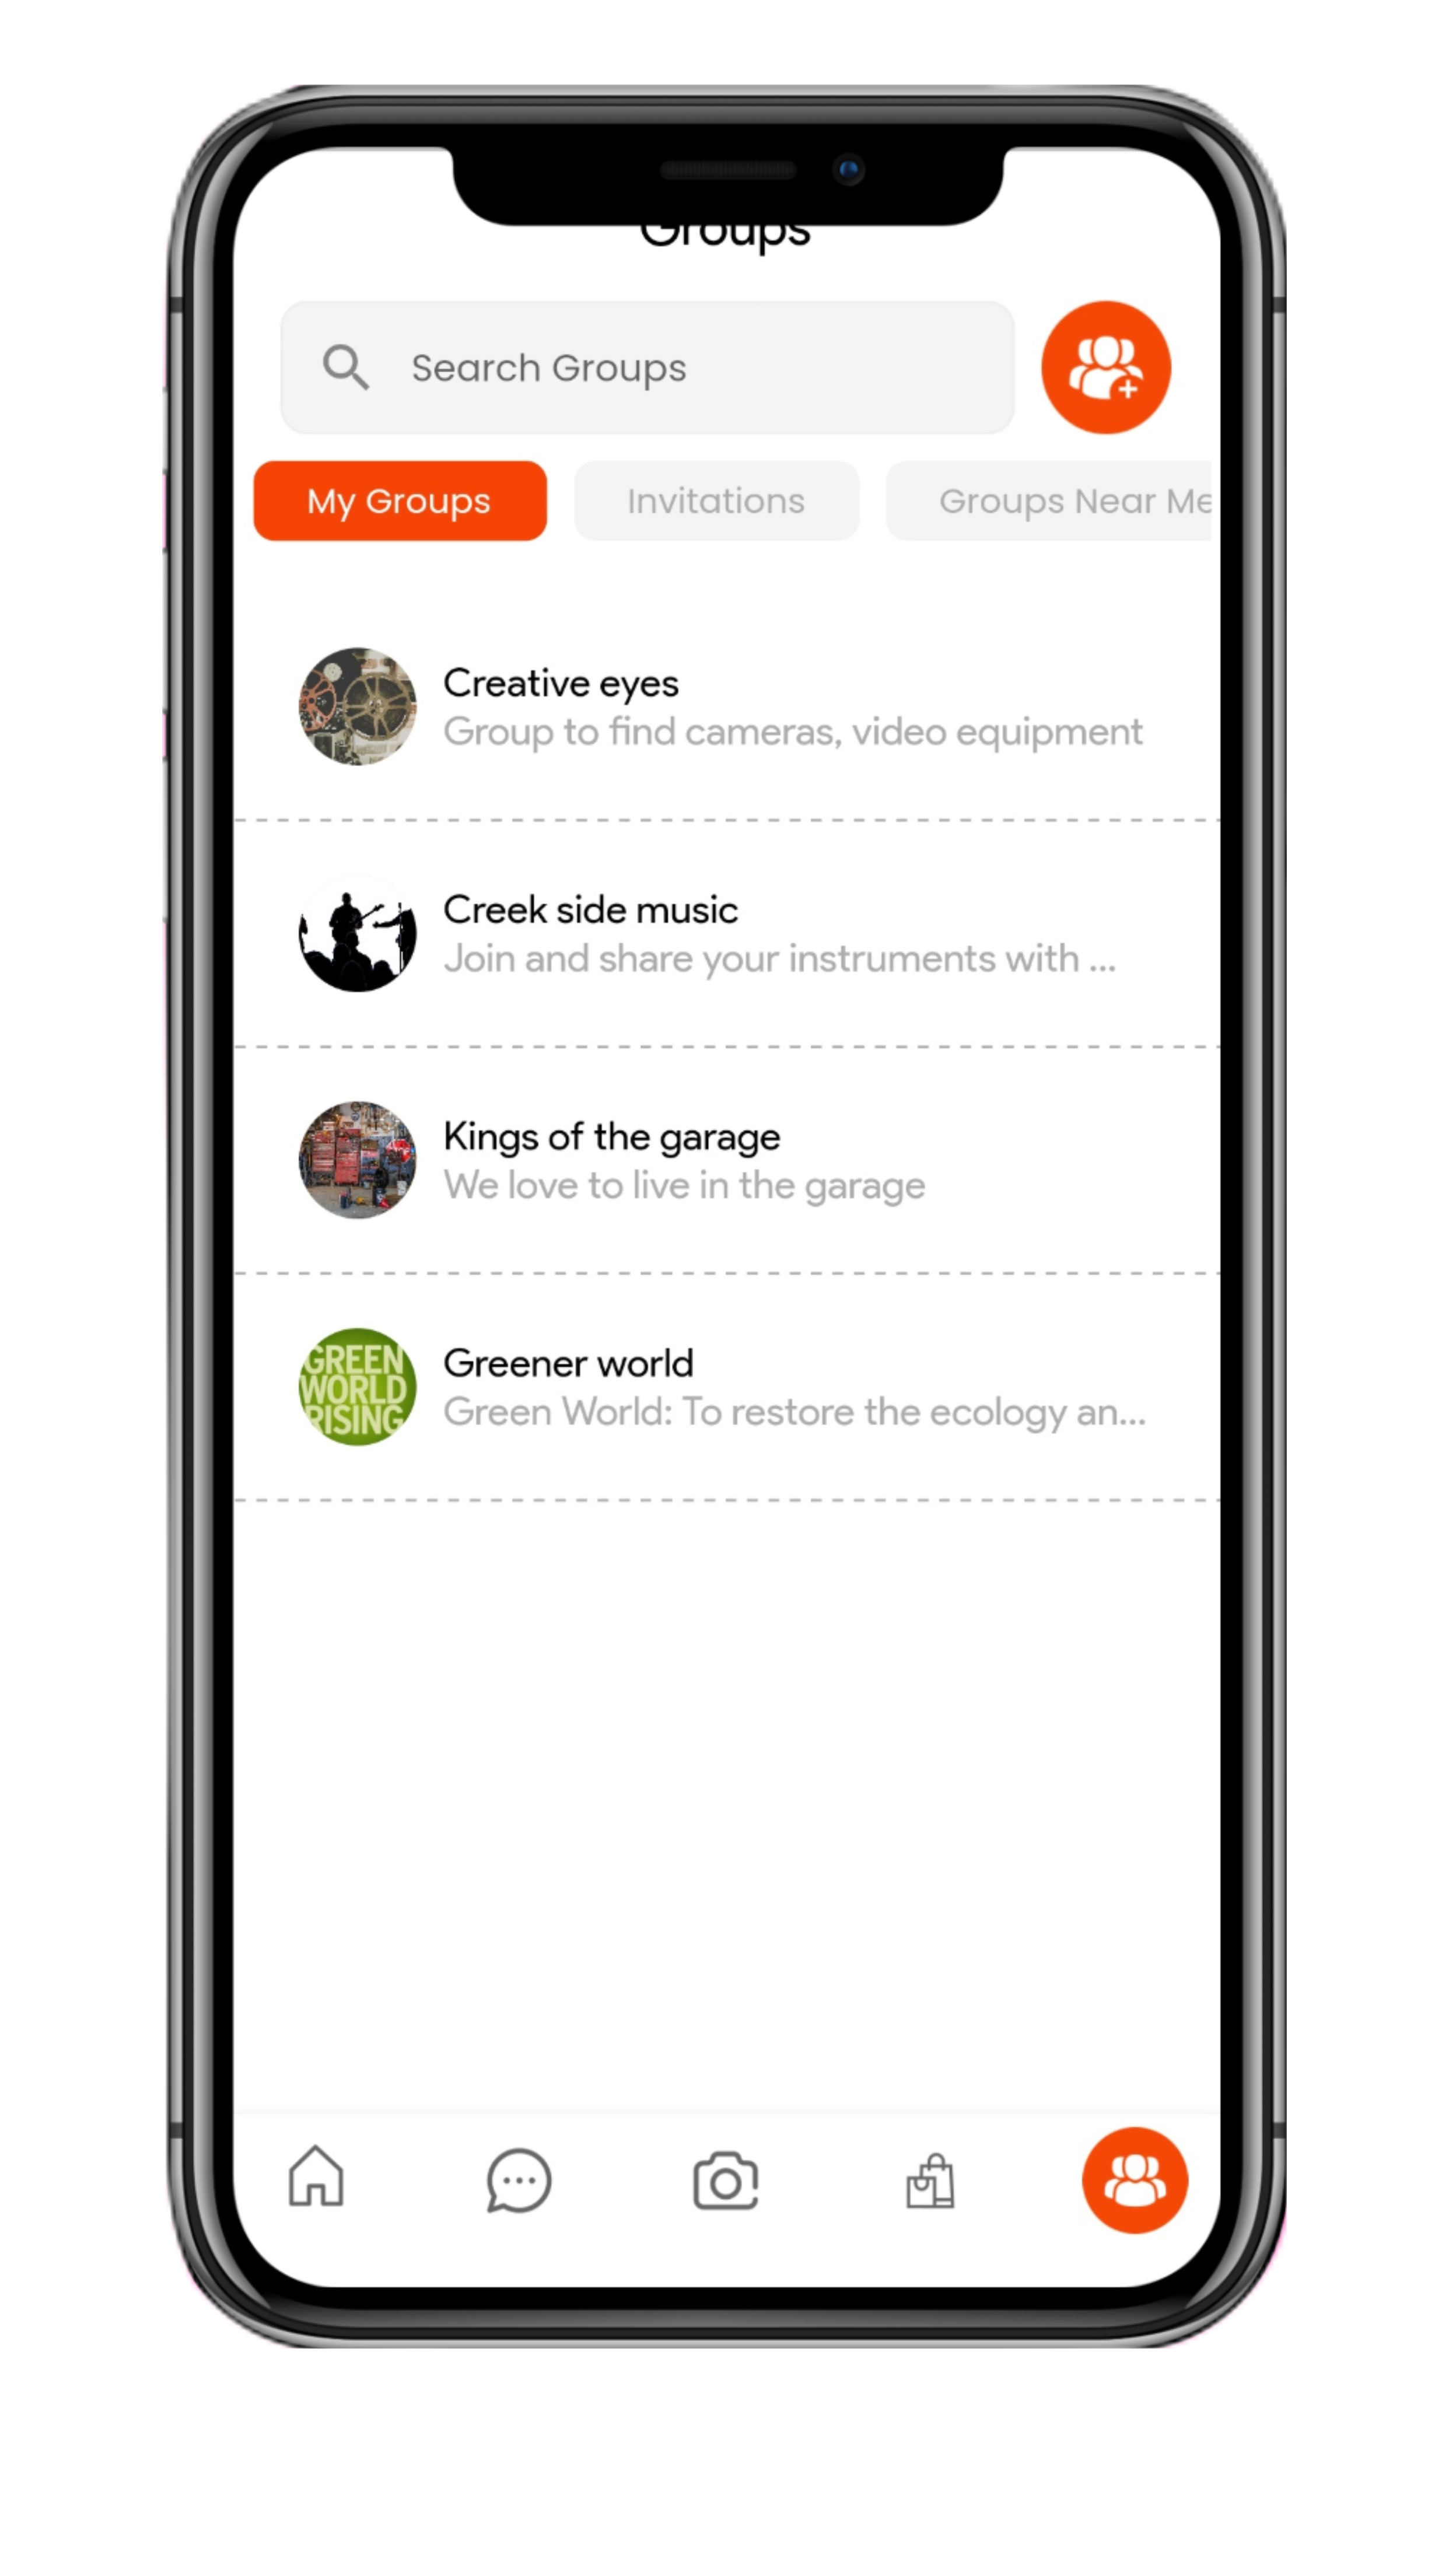 Groups
Search Groups
My Groups
Invitations
Groups Near Me
Creative eyes
Group to find cameras, video equipment
Creek side music
Join and share your instruments with ...
Kings of the garage
We love to live in the garage
GREEN
WORLD
RISING
Greener world
Green World: To restore the ecology an...